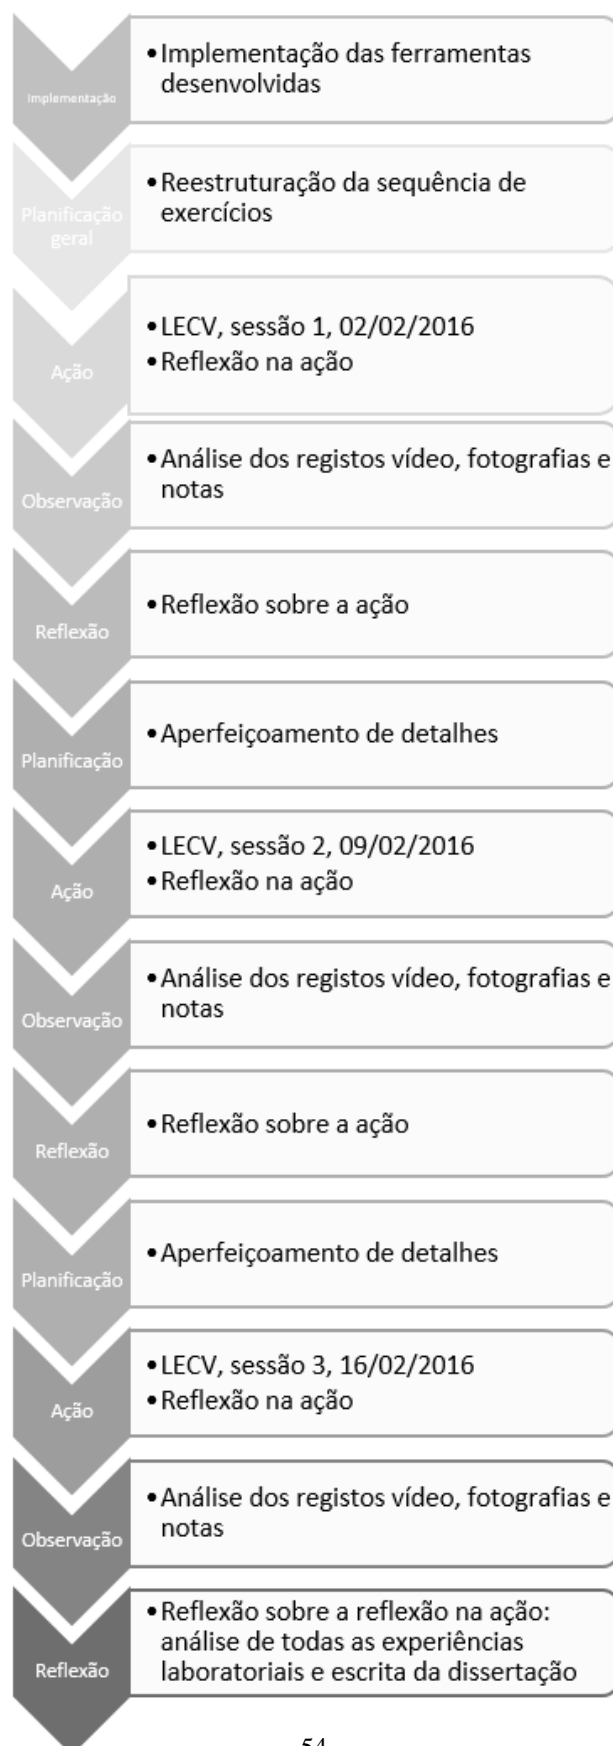 Implementação
•Implementação das ferramentas
desenvolvidas
Planificação
geral
•Reestruturação da sequência de
exercícios
Ação
•LECV, sessão 1, 02/02/2016
•Reflexão na ação
Observação
•Análise dos registos vídeo, fotografias e
notas
Reflexão
•Reflexão sobre a ação
Planificação
•Aperfeiçoamento de detalhes
Ação
•LECV, sessão 2, 09/02/2016
•Reflexão na ação
Observação
•Análise dos registos vídeo, fotografias e
notas
Reflexão
•Reflexão sobre a ação
Planificação
•Aperfeiçoamento de detalhes
Ação
•LECV, sessão 3, 16/02/2016
•Reflexão na ação
Observação
•Análise dos registos vídeo, fotografias e
notas
Reflexão
•Reflexão sobre a reflexão na ação:
análise de todas as experiências
laboratoriais e escrita da dissertação
54